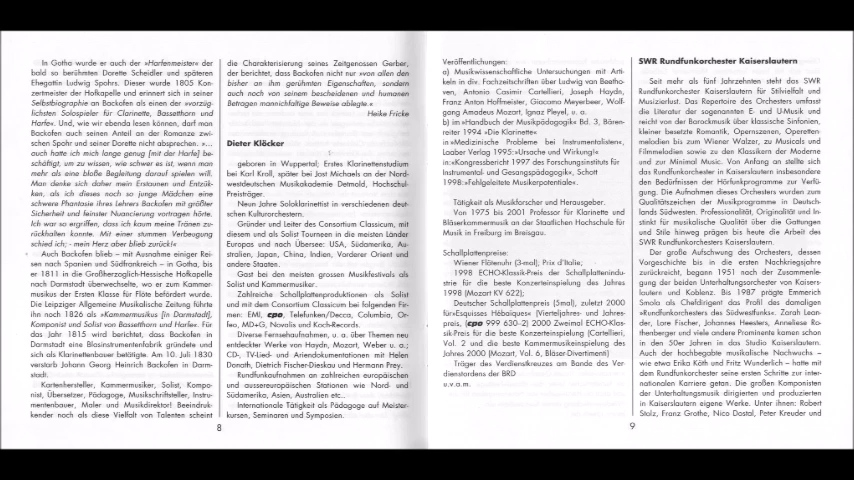 In Gotha wurde er auch der »Harfenmeister« der
bald so berühmten Dorette Scheidler und späteren
Ehegattin Ludwig Spohrs. Dieser wurde 1805 Kon-
zertmeister der Hofkapelle und erinnert sich in seiner
Selbstbiographie an Backofen als einen der »vorzüg-
lichsten Solospieler für Clarinette, Bassetthorn und
Harfe«. Und, wie wir ebenda lesen können, darf man
Backofen auch seinen Anteil an der Romanze zwi-
schen Spohr und seiner Dorette nicht absprechen. »...
auch hatte ich mich lange genug [mit der Harfe] be-
schäftigt, um zu wissen, wie schwer es ist, wenn man
mehr als eine bloße Begleitung darauf spielen will.
Man denke sich daher mein Erstaunen und Entzük-
ken, als ich dieses noch so junge Mädchen eine
schwere Phantasie ihres Lehrers Backofen mit größter
Sicherheit und feinster Nuancierung vortragen hörte.
Ich war so ergriffen, dass ich kaum meine Tränen zu-
rückhalten konnte. Mit einer stummen Verbeugung
schied ich; - mein Herz aber blieb zurück!«
Auch Backofen blieb – mit Ausnahme einiger Rei-
sen nach Spanien und Südfrankreich – in Gotha, bis
er 1811 in die Großherzoglich-Hessische Hofkapelle
nach Darmstadt überwechselte, wo er zum Kammer-
musikus der Ersten Klasse für Flöte befördert wurde.
Die Leipziger Allgemeine Musikalische Zeitung führte
ihn noch 1826 als »Kammermusikus [in Darmstadt],
Komponist und Solist von Bassetthorn und Harfe«. Für
das Jahr 1815 wird berichtet, dass Backofen in
Darmstadt eine Blasinstrumentenfabrik gründete und
sich als Klarinettenbauer betätigte. Am 10. Juli 1830
verstarb Johann Georg Heinrich Backofen in Darm-
stadt.
Kartenhersteller, Kammermusiker, Solist, Kompo-
nist, Übersetzer, Pädagoge, Musikschriftsteller, Instru-
mentenbauer, Maler und Musikdirektor! Beeindruk-
kender noch als diese Vielfalt von Talenten scheint
die Charakterisierung seines Zeitgenossen Gerber,
der berichtet, dass Backofen nicht nur »von allen den
bisher an ihm gerühmten Eigenschaften, sondern
auch noch von seinem bescheidenen und humanen
Betragen mannichfaltige Beweise ablegte.«
Heike Fricke
Dieter Klöcker
geboren in Wuppertal; Erstes Klarinettenstudium
bei Karl Kroll, später bei Jost Michaels an der Nord-
westdeutschen Musikakademie Detmold, Hochschul-
Preisträger.
Neun Jahre Soloklarinettist in verschiedenen deut-
schen Kulturorchestern.
Gründer und Leiter des Consortium Classicum, mit
diesem und als Solist Tourneen in die meisten Länder
Europas und nach Übersee: USA, Südamerika, Au-
stralien, Japan, China, Indien, Vorderer Orient und
andere Staaten.
Gast bei den meisten grossen Musikfestivals als
Solist und Kammermusiker.
Zahlreiche Schallplattenproduktionen als Solist
und mit dem Consortium Classicum bei folgenden Fir-
men: EMI, cpo, Telefunken/Decca, Columbia, Or-
feo, MD+G, Novalis und Koch-Records.
Diverse Fernsehaufnahmen, u. a. über Themen neu
entdeckter Werke von Haydn, Mozart, Weber u. a.;
CD-, TV-Lied- und Ariendokumentationen mit Helen
Donath, Dietrich Fischer-Dieskau und Hermann Prey.
Rundfunkaufnahmen an zahlreichen europäischen
und aussereuropäischen Stationen wie Nord- und
Südamerika, Asien, Australien etc..
Internationale Tätigkeit als Pädagoge auf Meister-
kursen, Seminaren und Symposien.
8
Veröffentlichungen:
a) Musikwissenschaftliche Untersuchungen mit Arti-
keln in div. Fachzeitschriften über Ludwig van Beetho-
ven, Antonio Casimir Cartellieri, Joseph Haydn,
Franz Anton Hoffmeister, Giacomo Meyerbeer, Wolf-
gang Amadeus Mozart, Ignaz Pleyel, u. a.
b) im »Handbuch der Musikpädagogik« Bd. 3, Bären-
reiter 1994 »Die Klarinette«
in »Medizinische Probleme bei Instrumentalisten«,
Laaber Verlag 1995:»Ursache und Wirkung!«
in:»Kongressbericht 1997 des Forschungsinstituts für
Instrumental- und Gesangspädagogik«, Schott
1998:»Fehlgeleitete Musikerpotentiale«.
Tätigkeit als Musikforscher und Herausgeber.
Von 1975 bis 2001 Professor für Klarinette und
Bläserkammermusik an der Staatlichen Hochschule für
Musik in Freiburg im Breisgau.
Schallplattenpreise:
Wiener Flötenuhr (3-mal); Prix d'Italie;
1998 ECHO-Klassik-Preis der Schallplattenindu-
strie für die beste Konzerteinspielung des Jahres
1998 (Mozart KV 622);
Deutscher Schallplattenpreis (5mal), zuletzt 2000
für»Esquisses Hébaïques« (Vierteljahres- und Jahres-
preis, (cpo 999 630–2) 2000 Zweimal ECHO-Klas-
sik-Preis für die beste Konzerteinspielung (Cartellieri,
Vol. 2 und die beste Kammermusikeinspielung des
Jahres 2000 (Mozart, Vol. 6, Bläser-Divertimenti)
Träger des Verdienstkreuzes am Bande des Ver-
dienstordens der BRD
u.v.a.m.
SWR Rundfunkorchester Kaiserslautern
Seit mehr als fünf Jahrzehnten steht das SWR
Rundfunkorchester Kaiserslautern für Stilvielfalt und
Musizierlust. Das Repertoire des Orchesters umfasst
die Literatur der sogenannten E- und U-Musik und
reicht von der Barockmusik über klassische Sinfonien,
kleiner besetzte Romantik, Opernszenen, Operetten-
melodien bis zum Wiener Walzer, zu Musicals und
Filmmelodien sowie zu den Klassikern der Moderne
und zur Minimal Music. Von Anfang an stellte sich
das Rundfunkorchester in Kaiserslautern insbesondere
den Bedürfnissen der Hörfunkprogramme zur Verfü-
gung. Die Aufnahmen dieses Orchesters wurden zum
Qualitätszeichen der Musikprogramme in Deutsch-
lands Südwesten. Professionalität, Originalität und In-
stinkt für musikalische Qualität über die Gattungen
und Stile hinweg prägen bis heute die Arbeit des
SWR Rundfunkorchesters Kaiserslautern.
Der große Aufschwung des Orchesters, dessen
Vorgeschichte bis in die ersten Nachkriegsjahre
zurückreicht, begann 1951 nach der Zusammenle-
gung der beiden Unterhaltungsorchester von Kaisers-
lautern und Koblenz. Bis 1987 prägte Emmerich
Smola als Chefdirigent das Profil des damaligen
»Rundfunkorchesters des Südwestfunks«. Zarah Lean-
der, Lore Fischer, Johannes Heesters, Anneliese Ro-
thenberger und viele andere Prominente kamen schon
in den 50er Jahren in das Studio Kaiserslautern.
Auch der hochbegabte musikalische Nachwuchs –
wie etwa Erika Köth und Fritz Wunderlich – hatte mit
dem Rundfunkorchester seine ersten Schritte zur inter-
nationalen Karriere getan. Die großen Komponisten
der Unterhaltungsmusik dirigierten und produzierten
in Kaiserslautern eigene Werke. Unter ihnen: Robert
Stolz, Franz Grothe, Nico Dostal, Peter Kreuder und
9